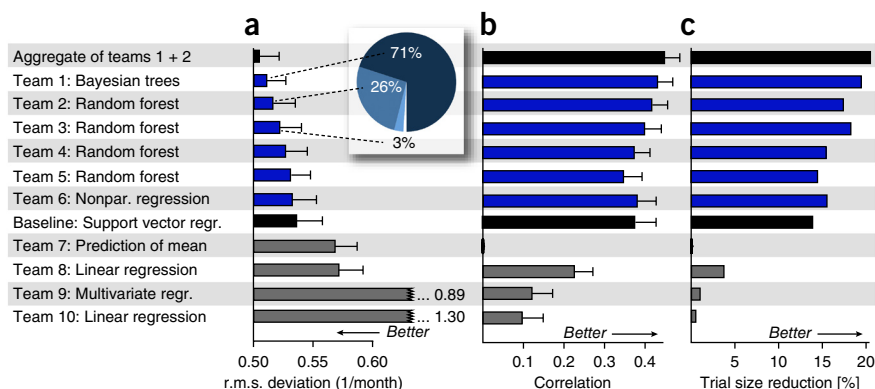 a b c
Aggregate of teams 1 + 2
Team 1: Bayesian trees
Team 2: Random forest
Team 3: Random forest
Team 4: Random forest
Team 5: Random forest
Team 6: Nonpar. regression
Baseline: Support vector regr.
Team 7: Prediction of mean
Team 8: Linear regression
Team 9: Multivariate regr.
Team 10: Linear regression
71%
26%
3%
... 0.89
... 1.30
Better
0.50 0.55 0.60
r.m.s. deviation (1/month)
Better
0.1 0.2 0.3 0.4
Correlation
Better
5 10 15 20
Trial size reduction [%]